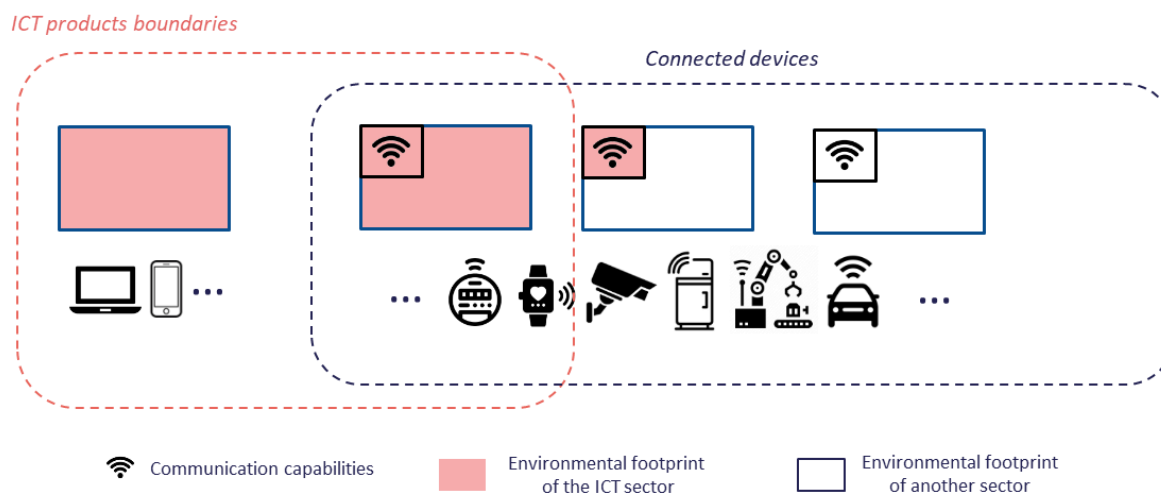 ICT products boundaries
Connected devices
...
...
...
Communication capabilities
Environmental footprint
of the ICT sector
Environmental footprint
of another sector